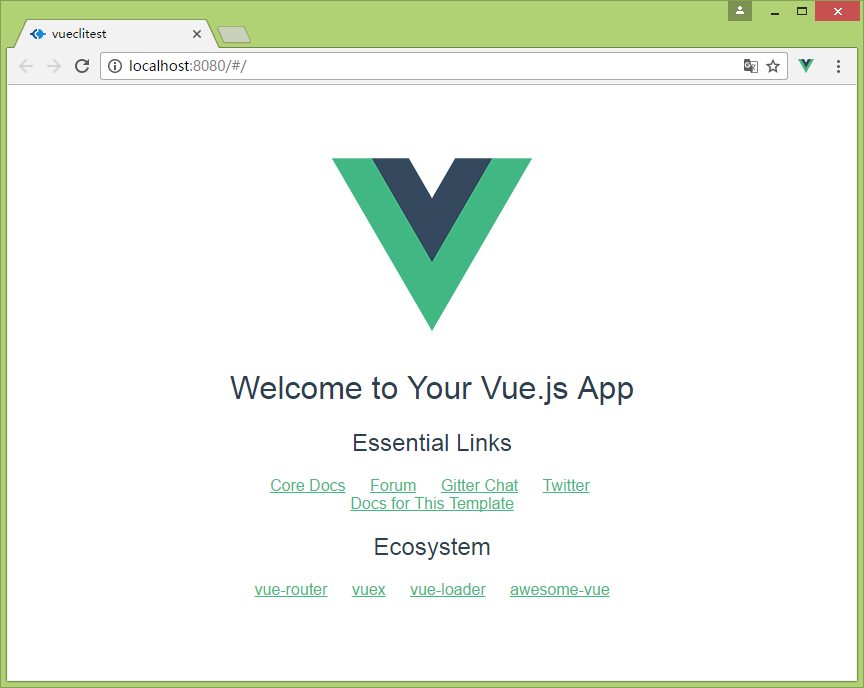 vueclitest
localhost:8080/#/
Welcome to Your Vue.js App
Essential Links
Core Docs Forum Gitter Chat Twitter
Docs for This Template
Ecosystem
vue-router vuex vue-loader awesome-vue